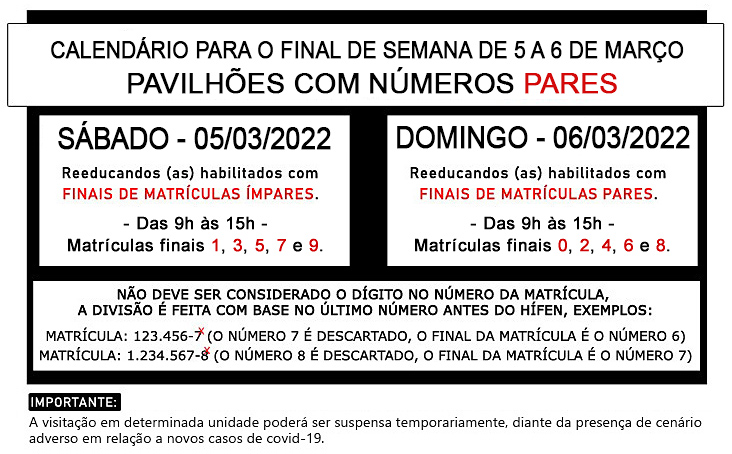 CALENDÁRIO PARA O FINAL DE SEMANA DE 5 A 6 DE MARÇO
PAVILHÕES COM NÚMEROS PARES
SÁBADO - 05/03/2022
Reeducandos (as) habilitados com
FINAIS DE MATRÍCULAS ÍMPARES.
- Das 9h às 15h -
Matrículas finais 1, 3, 5, 7 e 9.
DOMINGO - 06/03/2022
Reeducandos (as) habilitados com
FINAIS DE MATRÍCULAS PARES.
- Das 9h às 15h -
Matrículas finais 0, 2, 4, 6 e 8.
NÃO DEVE SER CONSIDERADO O DÍGITO NO NÚMERO DA MATRÍCULA,
A DIVISÃO É FEITA COM BASE NO ÚLTIMO NÚMERO ANTES DO HÍFEN, EXEMPLOS:
MATRÍCULA: 123.456-7x (O NÚMERO 7 É DESCARTADO, O FINAL DA MATRÍCULA É O NÚMERO 6)
MATRÍCULA: 1.234.567-8x (O NÚMERO 8 É DESCARTADO, O FINAL DA MATRÍCULA É O NÚMERO 7)
IMPORTANTE:
A visitação em determinada unidade poderá ser suspensa temporariamente, diante da presença de cenário
adverso em relação a novos casos de covid-19.